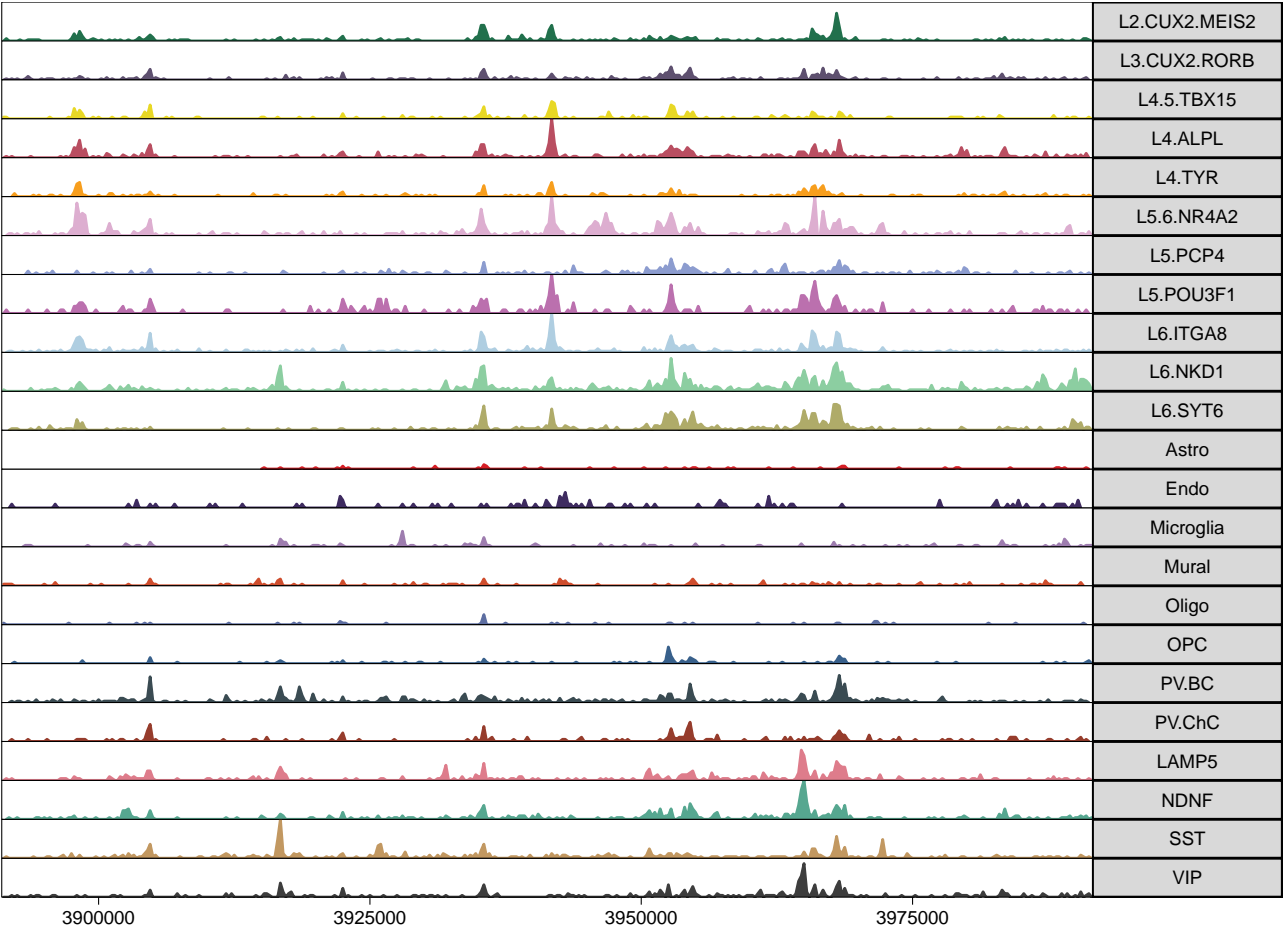 L2.CUX2.MEIS2
L3.CUX2.RORB
L4.5.TBX15
L4.ALPL
L4.TYR
L5.6.NR4A2
L5.PCP4
L5.POU3F1
L6.ITGA8
L6.NKD1
L6.SYT6
Astro
Endo
Microglia
Mural
Oligo
OPC
PV.BC
PV.ChC
LAMP5
NDNF
SST
VIP
3900000 3925000 3950000 3975000